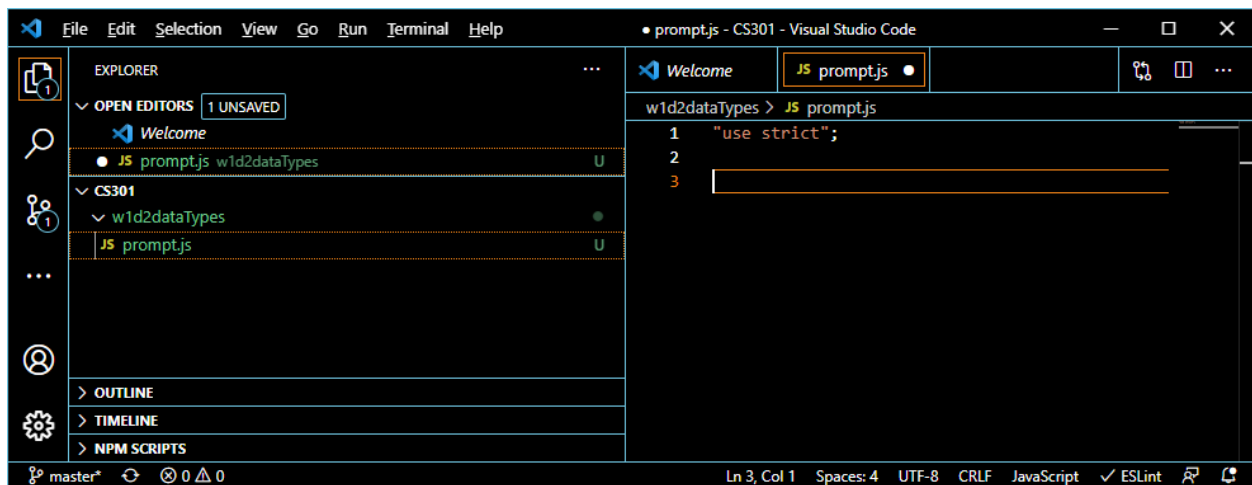 File Edit Selection View Go Run Terminal Help ● prompt.js - CS301 - Visual Studio Code
EXPLORER
OPEN EDITORS 1 UNSAVED
Welcome
JS prompt.js w1d2dataTypes U
CS301
w1d2dataTypes
JS prompt.js U
OUTLINE
TIMELINE
NPM SCRIPTS
1
1
Welcome JS prompt.js
w1d2dataTypes > JS prompt.js
1 "use strict";
2
3
master* 0 0 Ln 3, Col 1 Spaces: 4 UTF-8 CRLF JavaScript ESLint